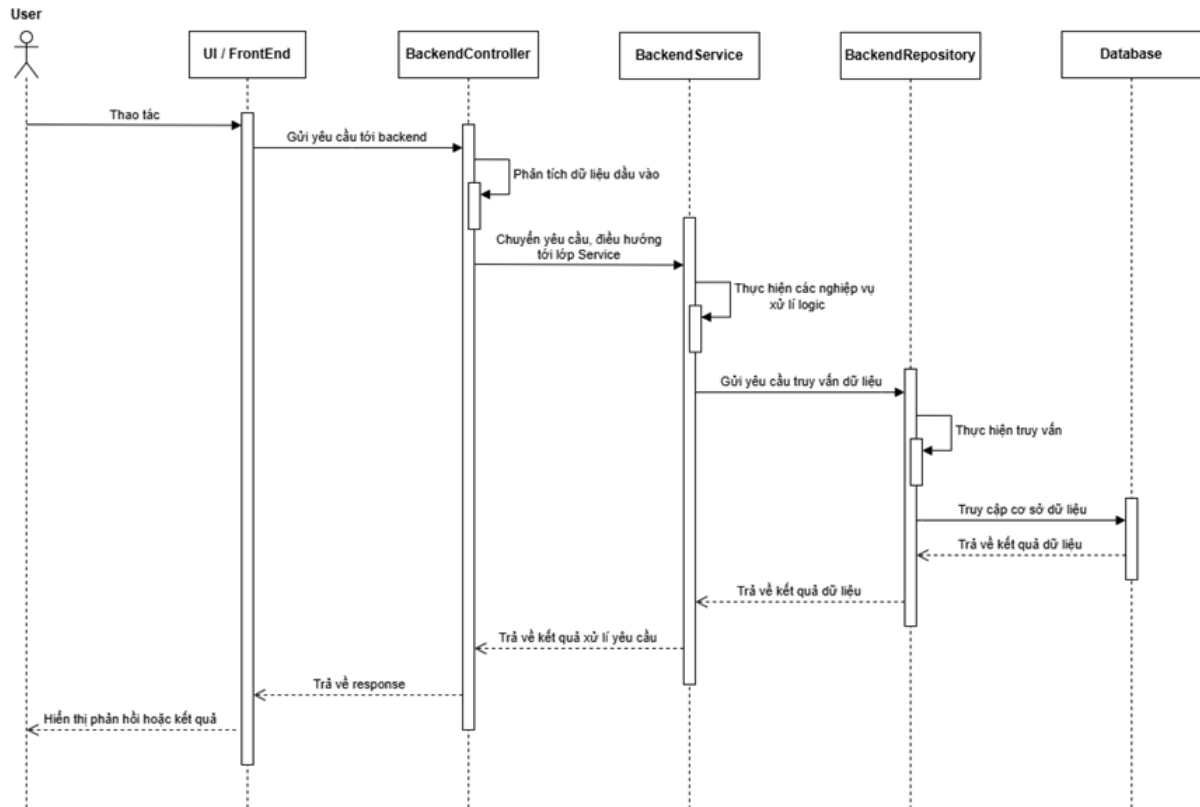 User
UI / FrontEnd
BackendController
BackendService
BackendRepository
Database
Thao tác
Gửi yêu cầu tới backend
Phân tích dữ liệu dầu vào
Chuyển yêu cầu, điều hướng
tới lớp Service
Thực hiện các nghiệp vụ
xử lí logic
Gửi yêu cầu truy vấn dữ liệu
Thực hiện truy vấn
Truy cập cơ sở dữ liệu
Trả về kết quả dữ liệu
Trả về kết quả dữ liệu
Trả về kết quả xử lí yêu cầu
Trả về response
Hiển thị phản hồi hoặc kết quả